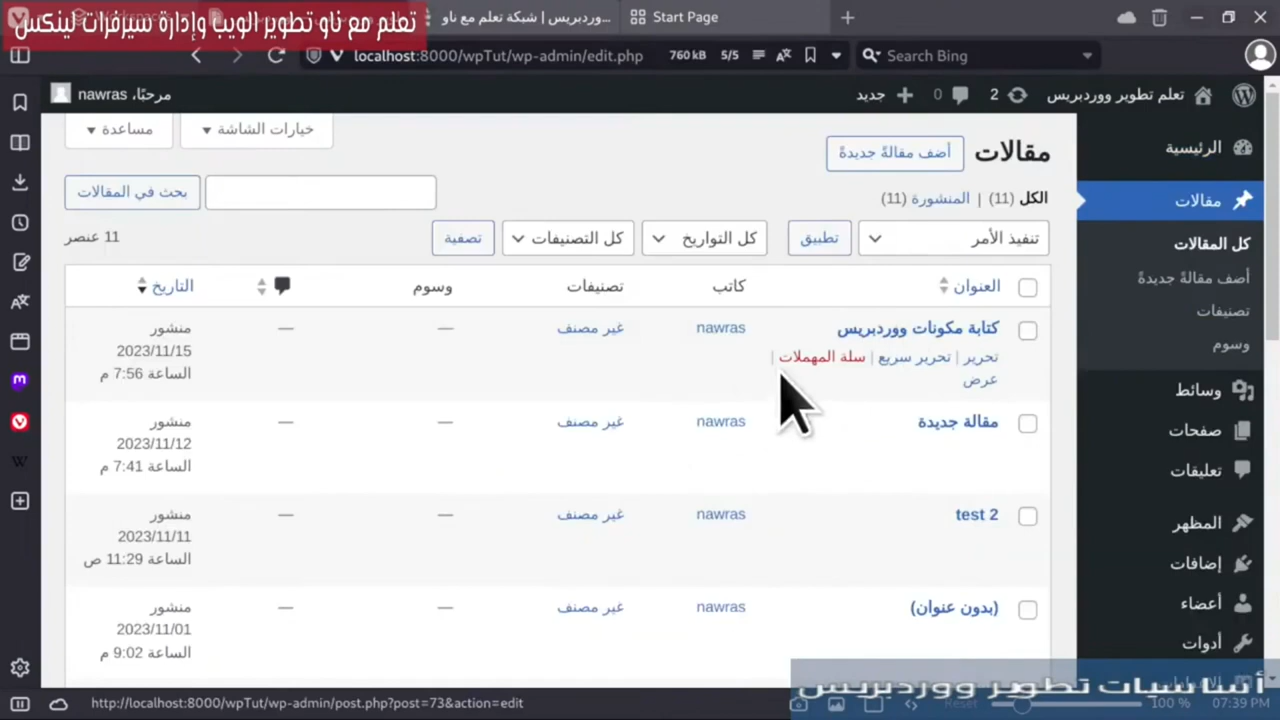 تعلم مع ناو تطوير الويب وإدارة سيرفرات لينكس
ووردبريس | شبكة تعلم مع ناو...
Start Page
localhost:8000/wpTut/wp-admin/edit.php
760 kB
5/5
Search Bing
تعلم تطوير ووردبريس
2
0
جديد
مرحبًا، nawras
الرئيسية
مقالات
كل المقالات
أضف مقالةً جديدةً
تصنيفات
وسوم
وسائط
صفحات
تعليقات
المظهر
إضافات
أعضاء
أدوات
خيارات الشاشة
مساعدة
مقالات
أضف مقالةً جديدةً
الكل (11) | المنشورة (11)
بحث في المقالات
تنفيذ الأمر
تطبيق
كل التواريخ
كل التصنيفات
تصفية
11 عنصر
العنوان
كاتب
تصنيفات
وسوم
التاريخ
كتابة مكونات ووردبريس
تحرير | تحرير سريع | سلة المهملات |
عرض
nawras
غير مصنف
—
—
منشور
2023/11/15
الساعة 7:56 م
مقالة جديدة
nawras
غير مصنف
—
—
منشور
2023/11/12
الساعة 7:41 م
test 2
nawras
غير مصنف
—
—
منشور
2023/11/11
الساعة 11:29 ص
(بدون عنوان)
nawras
غير مصنف
—
—
منشور
2023/11/01
الساعة 9:02 م
أساسيات تطوير ووردبريس
http://localhost:8000/wpTut/wp-admin/post.php?post=73&action=edit
Reset
100 %
07:39 PM